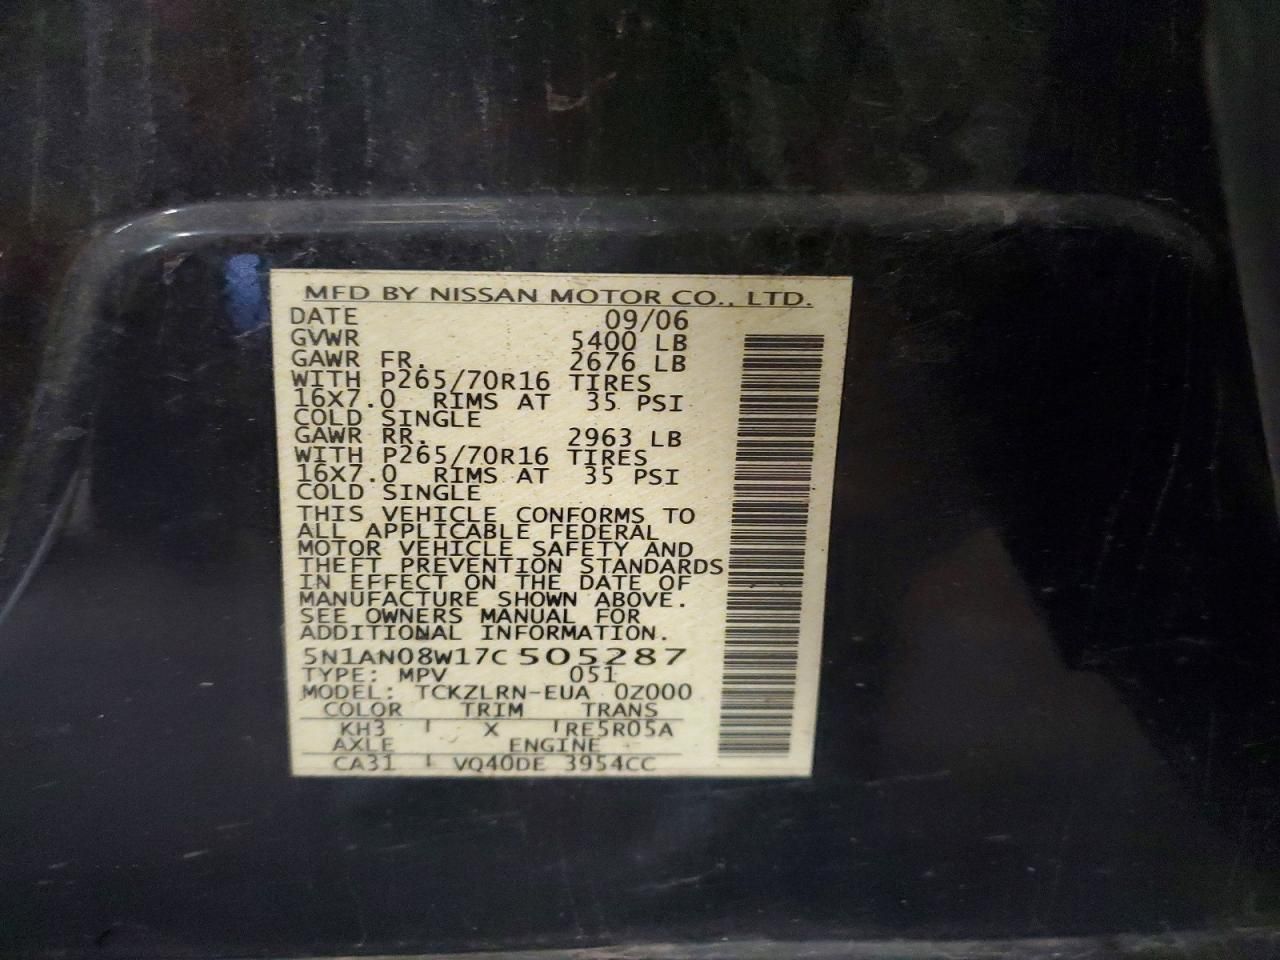 MFD BY NISSAN MOTOR CO., LTD.
DATE 09/06
GVWR 5400 LB
GAWR FR. 2676 LB
WITH P265/70R16 TIRES
16X7.0 RIMS AT 35 PSI
COLD SINGLE
GAWR RR. 2963 LB
WITH P265/70R16 TIRES
16X7.0 RIMS AT 35 PSI
COLD SINGLE
THIS VEHICLE CONFORMS TO
ALL APPLICABLE FEDERAL
MOTOR VEHICLE SAFETY AND
THEFT PREVENTION STANDARDS
IN EFFECT ON THE DATE OF
MANUFACTURE SHOWN ABOVE.
SEE OWNERS MANUAL FOR
ADDITIONAL INFORMATION.
5N1AN08W17C505287
TYPE: MPV 051
MODEL: TCKZLRN-EUA 0Z000
COLOR TRIM TRANS
KH3 X RE5R05A
AXLE ENGINE
CA31 VQ40DE 3954CC